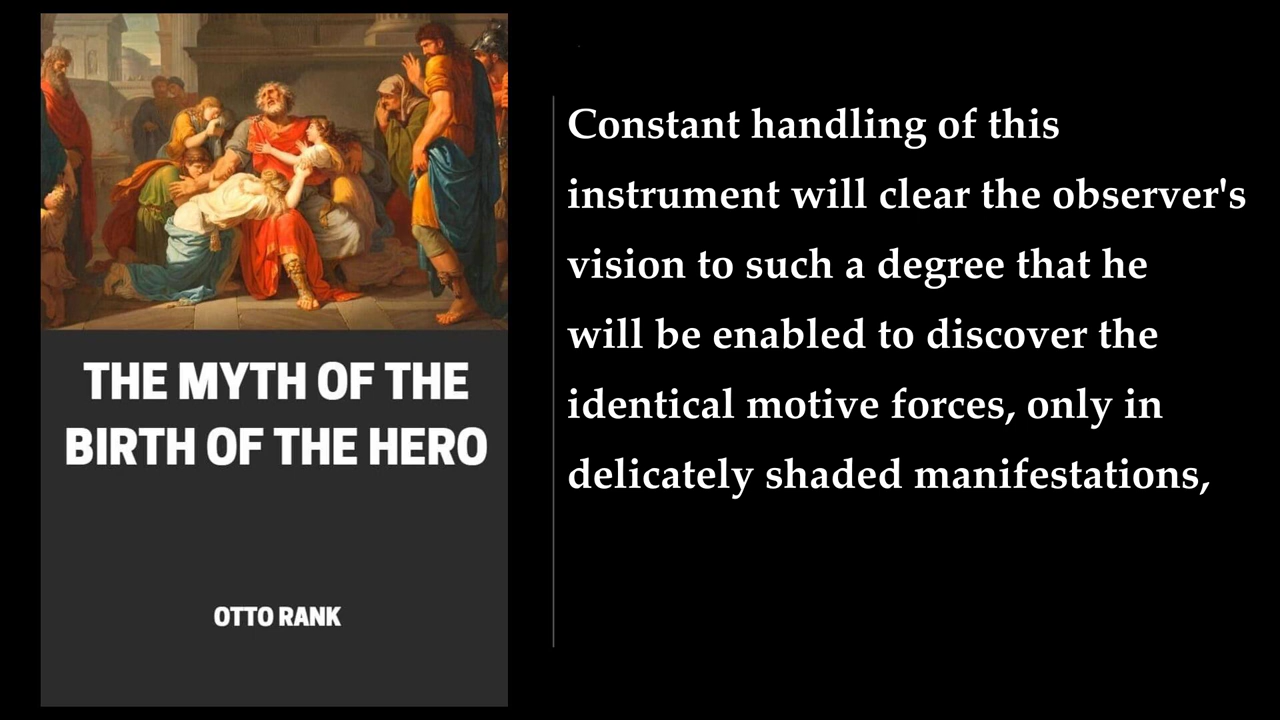 THE MYTH OF THE
BIRTH OF THE HERO
OTTO RANK
Constant handling of this
instrument will clear the observer's
vision to such a degree that he
will be enabled to discover the
identical motive forces, only in
delicately shaded manifestations,